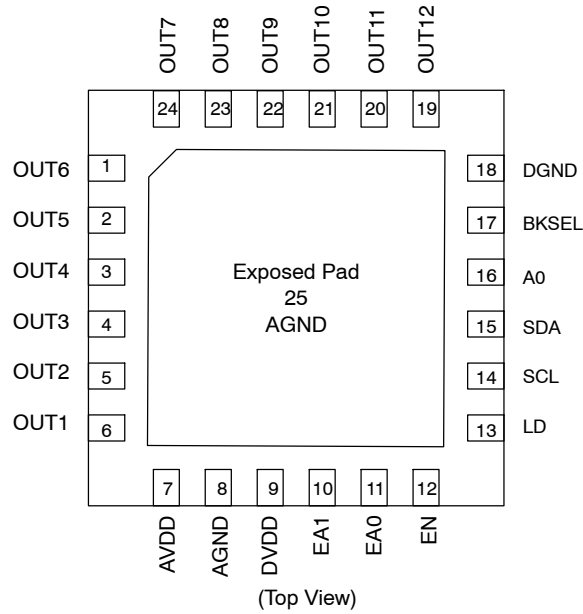 OUT7 OUT8 OUT9 OUT10 OUT11 OUT12
24 23 22 21 20 19
OUT6 1 18 DGND
OUT5 2 17 BKSEL
OUT4 3 16 A0
OUT3 4 15 SDA
OUT2 5 14 SCL
OUT1 6 13 LD
Exposed Pad
25
AGND
7 8 9 10 11 12
AVDD AGND DVDD EA1 EA0 EN
(Top View)